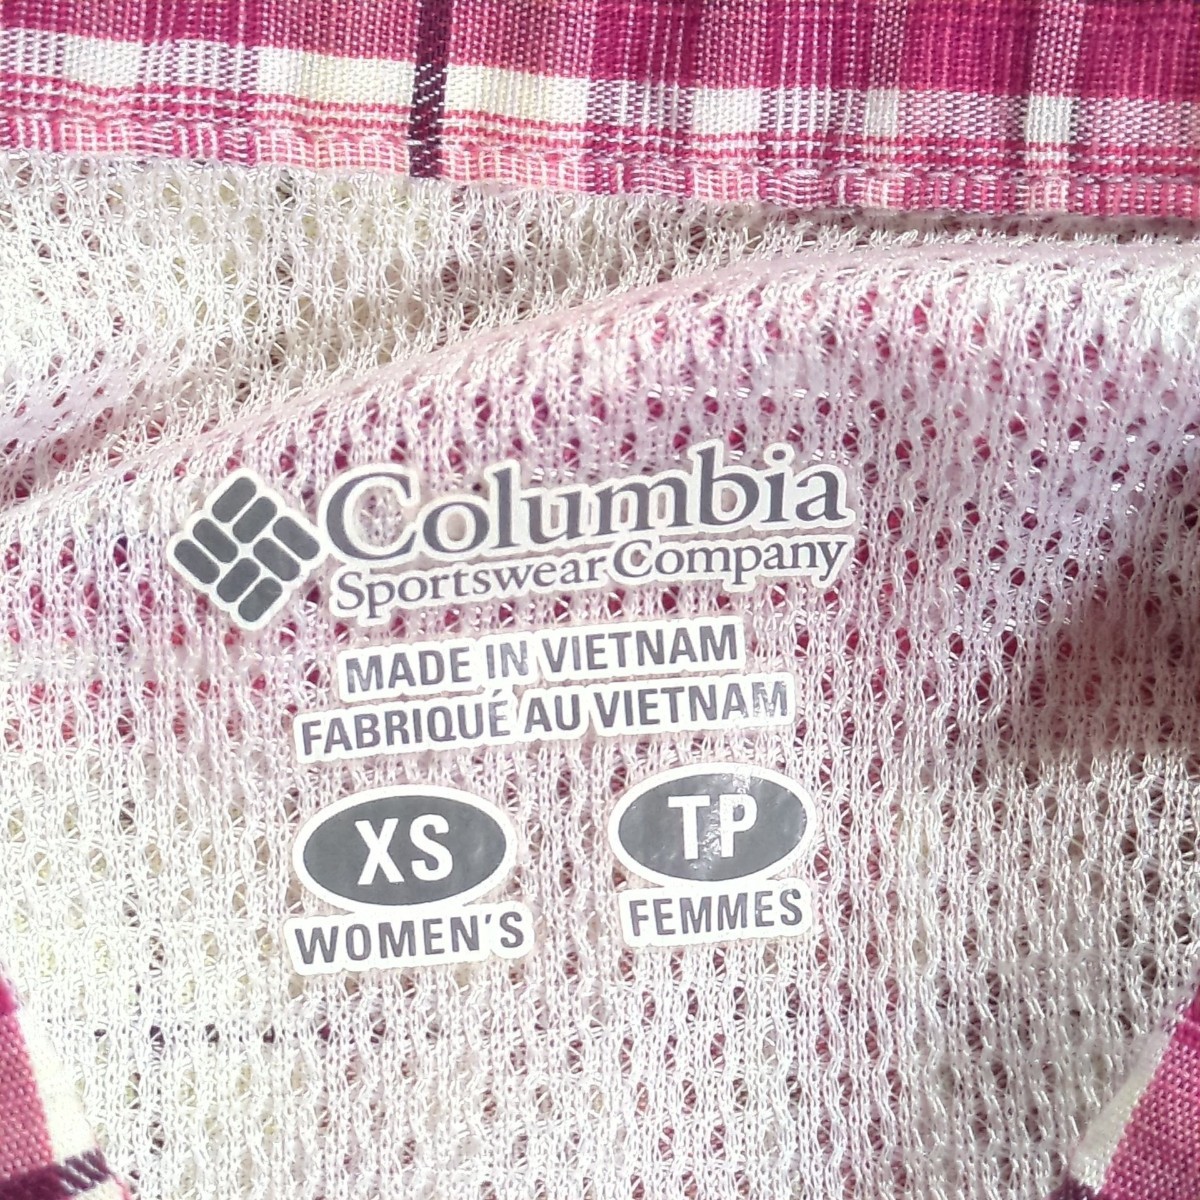 Columbia
Sportswear Company
MADE IN VIETNAM
FABRIQUÉ AU VIETNAM
XS
WOMEN'S
TP
FEMMES